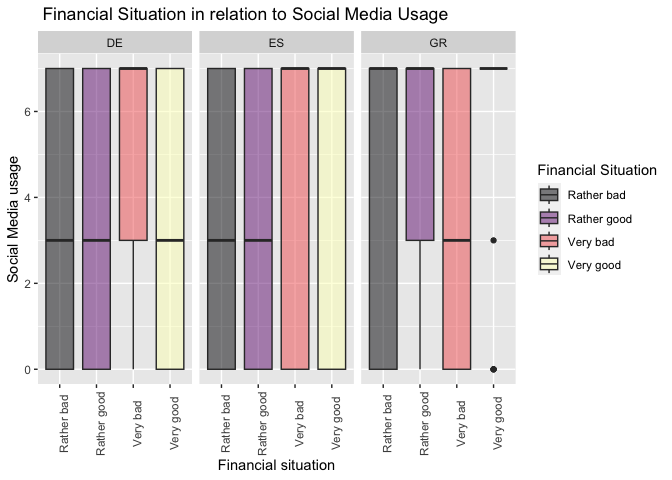 Financial Situation in relation to Social Media Usage
DE
ES
GR
6
4
2
0
Social Media usage
Rather bad
Rather good
Very bad
Very good
Rather bad
Rather good
Very bad
Very good
Rather bad
Rather good
Very bad
Very good
Financial situation
Financial Situation
Rather bad
Rather good
Very bad
Very good